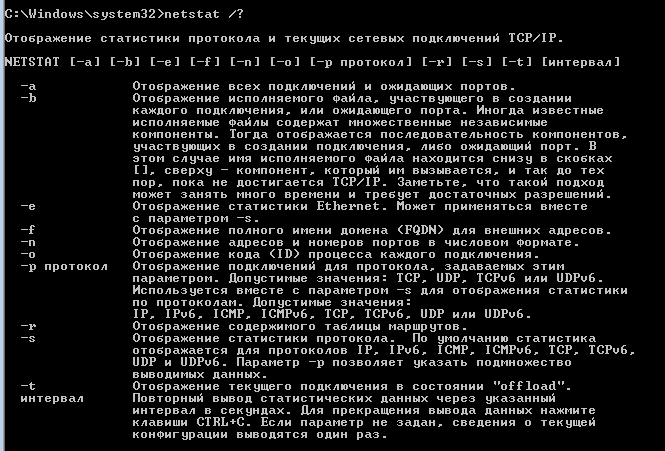 C:\Windows\system32>netstat /?
Отображение статистики протокола и текущих сетевых подключений TCP/IP.
NETSTAT [-a] [-b] [-e] [-f] [-n] [-o] [-p протокол] [-r] [-s] [-t] [интервал]
-a Отображение всех подключений и ожидающих портов.
-b Отображение исполняемого файла, участвующего в создании
каждого подключения, или ожидающего порта. Иногда известные
исполняемые файлы содержат множественные независимые
компоненты. Тогда отображается последовательность компонентов,
участвующих в создании подключения, либо ожидающий порт. В
этом случае имя исполняемого файла находится снизу в скобках
[], сверху - компонент, который им вызывается, и так до тех
пор, пока не достигается TCP/IP. Заметьте, что такой подход
может занять много времени и требует достаточных разрешений.
-e Отображение статистики Ethernet. Может применяться вместе
с параметром -s.
-f Отображение полного имени домена (FQDN) для внешних адресов.
-n Отображение адресов и номеров портов в числовом формате.
-o Отображение кода (ID) процесса каждого подключения.
-p протокол Отображение подключений для протокола, задаваемых этим
параметром. Допустимые значения: TCP, UDP, TCPv6 или UDPv6.
Используется вместе с параметром -s для отображения статистики
по протоколам. Допустимые значения:
IP, IPv6, ICMP, ICMPv6, TCP, TCPv6, UDP или UDPv6.
-r Отображение содержимого таблицы маршрутов.
-s Отображение статистики протокола. По умолчанию статистика
отображается для протоколов IP, IPv6, ICMP, ICMPv6, TCP, TCPv6,
UDP и UDPv6. Параметр -p позволяет указать подмножество
выводимых данных.
-t Отображение текущего подключения в состоянии "offload".
интервал Повторный вывод статистических данных через указанный
интервал в секундах. Для прекращения вывода данных нажмите
клавиши CTRL+C. Если параметр не задан, сведения о текущей
конфигурации выводятся один раз.